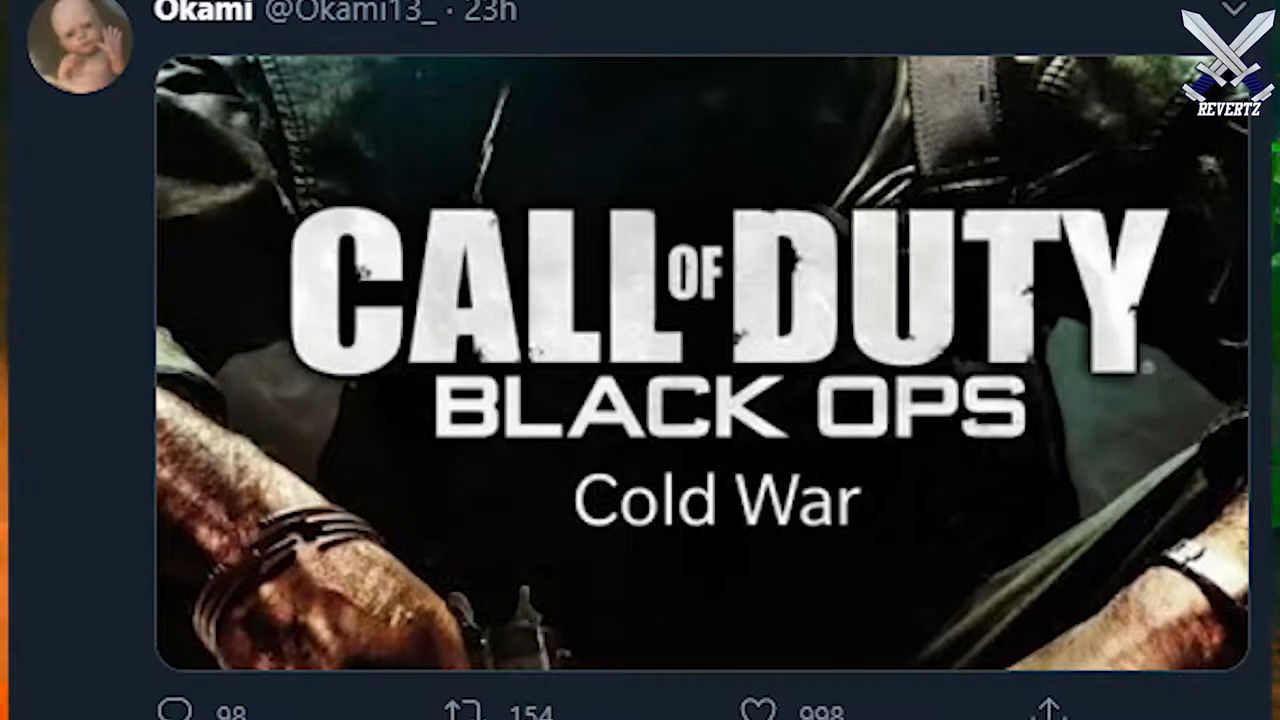 Okami @Okami13_ · 23h
REVERTZ
CALL OF DUTY
BLACK OPS
Cold War
98 154 998